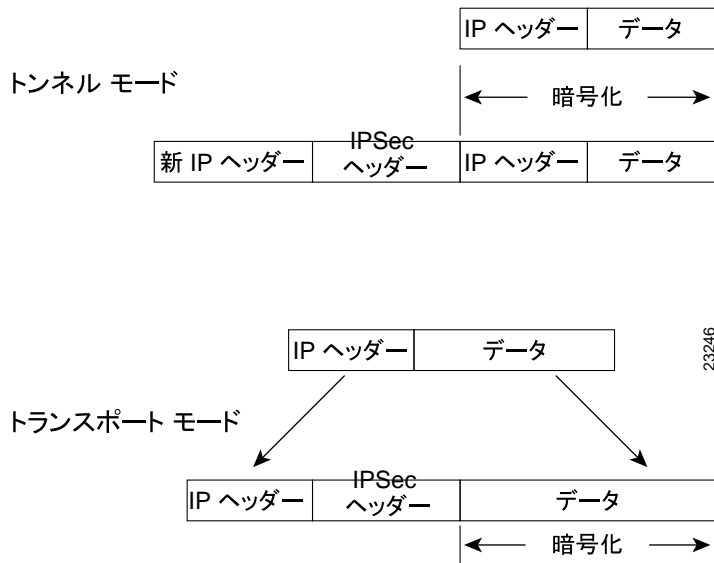 IP ヘッダー データ
トンネル モード
暗号化
新 IP ヘッダー IPSec ヘッダー IP ヘッダー データ
IP ヘッダー データ
23246
トランスポート モード
IP ヘッダー IPSec ヘッダー データ
暗号化